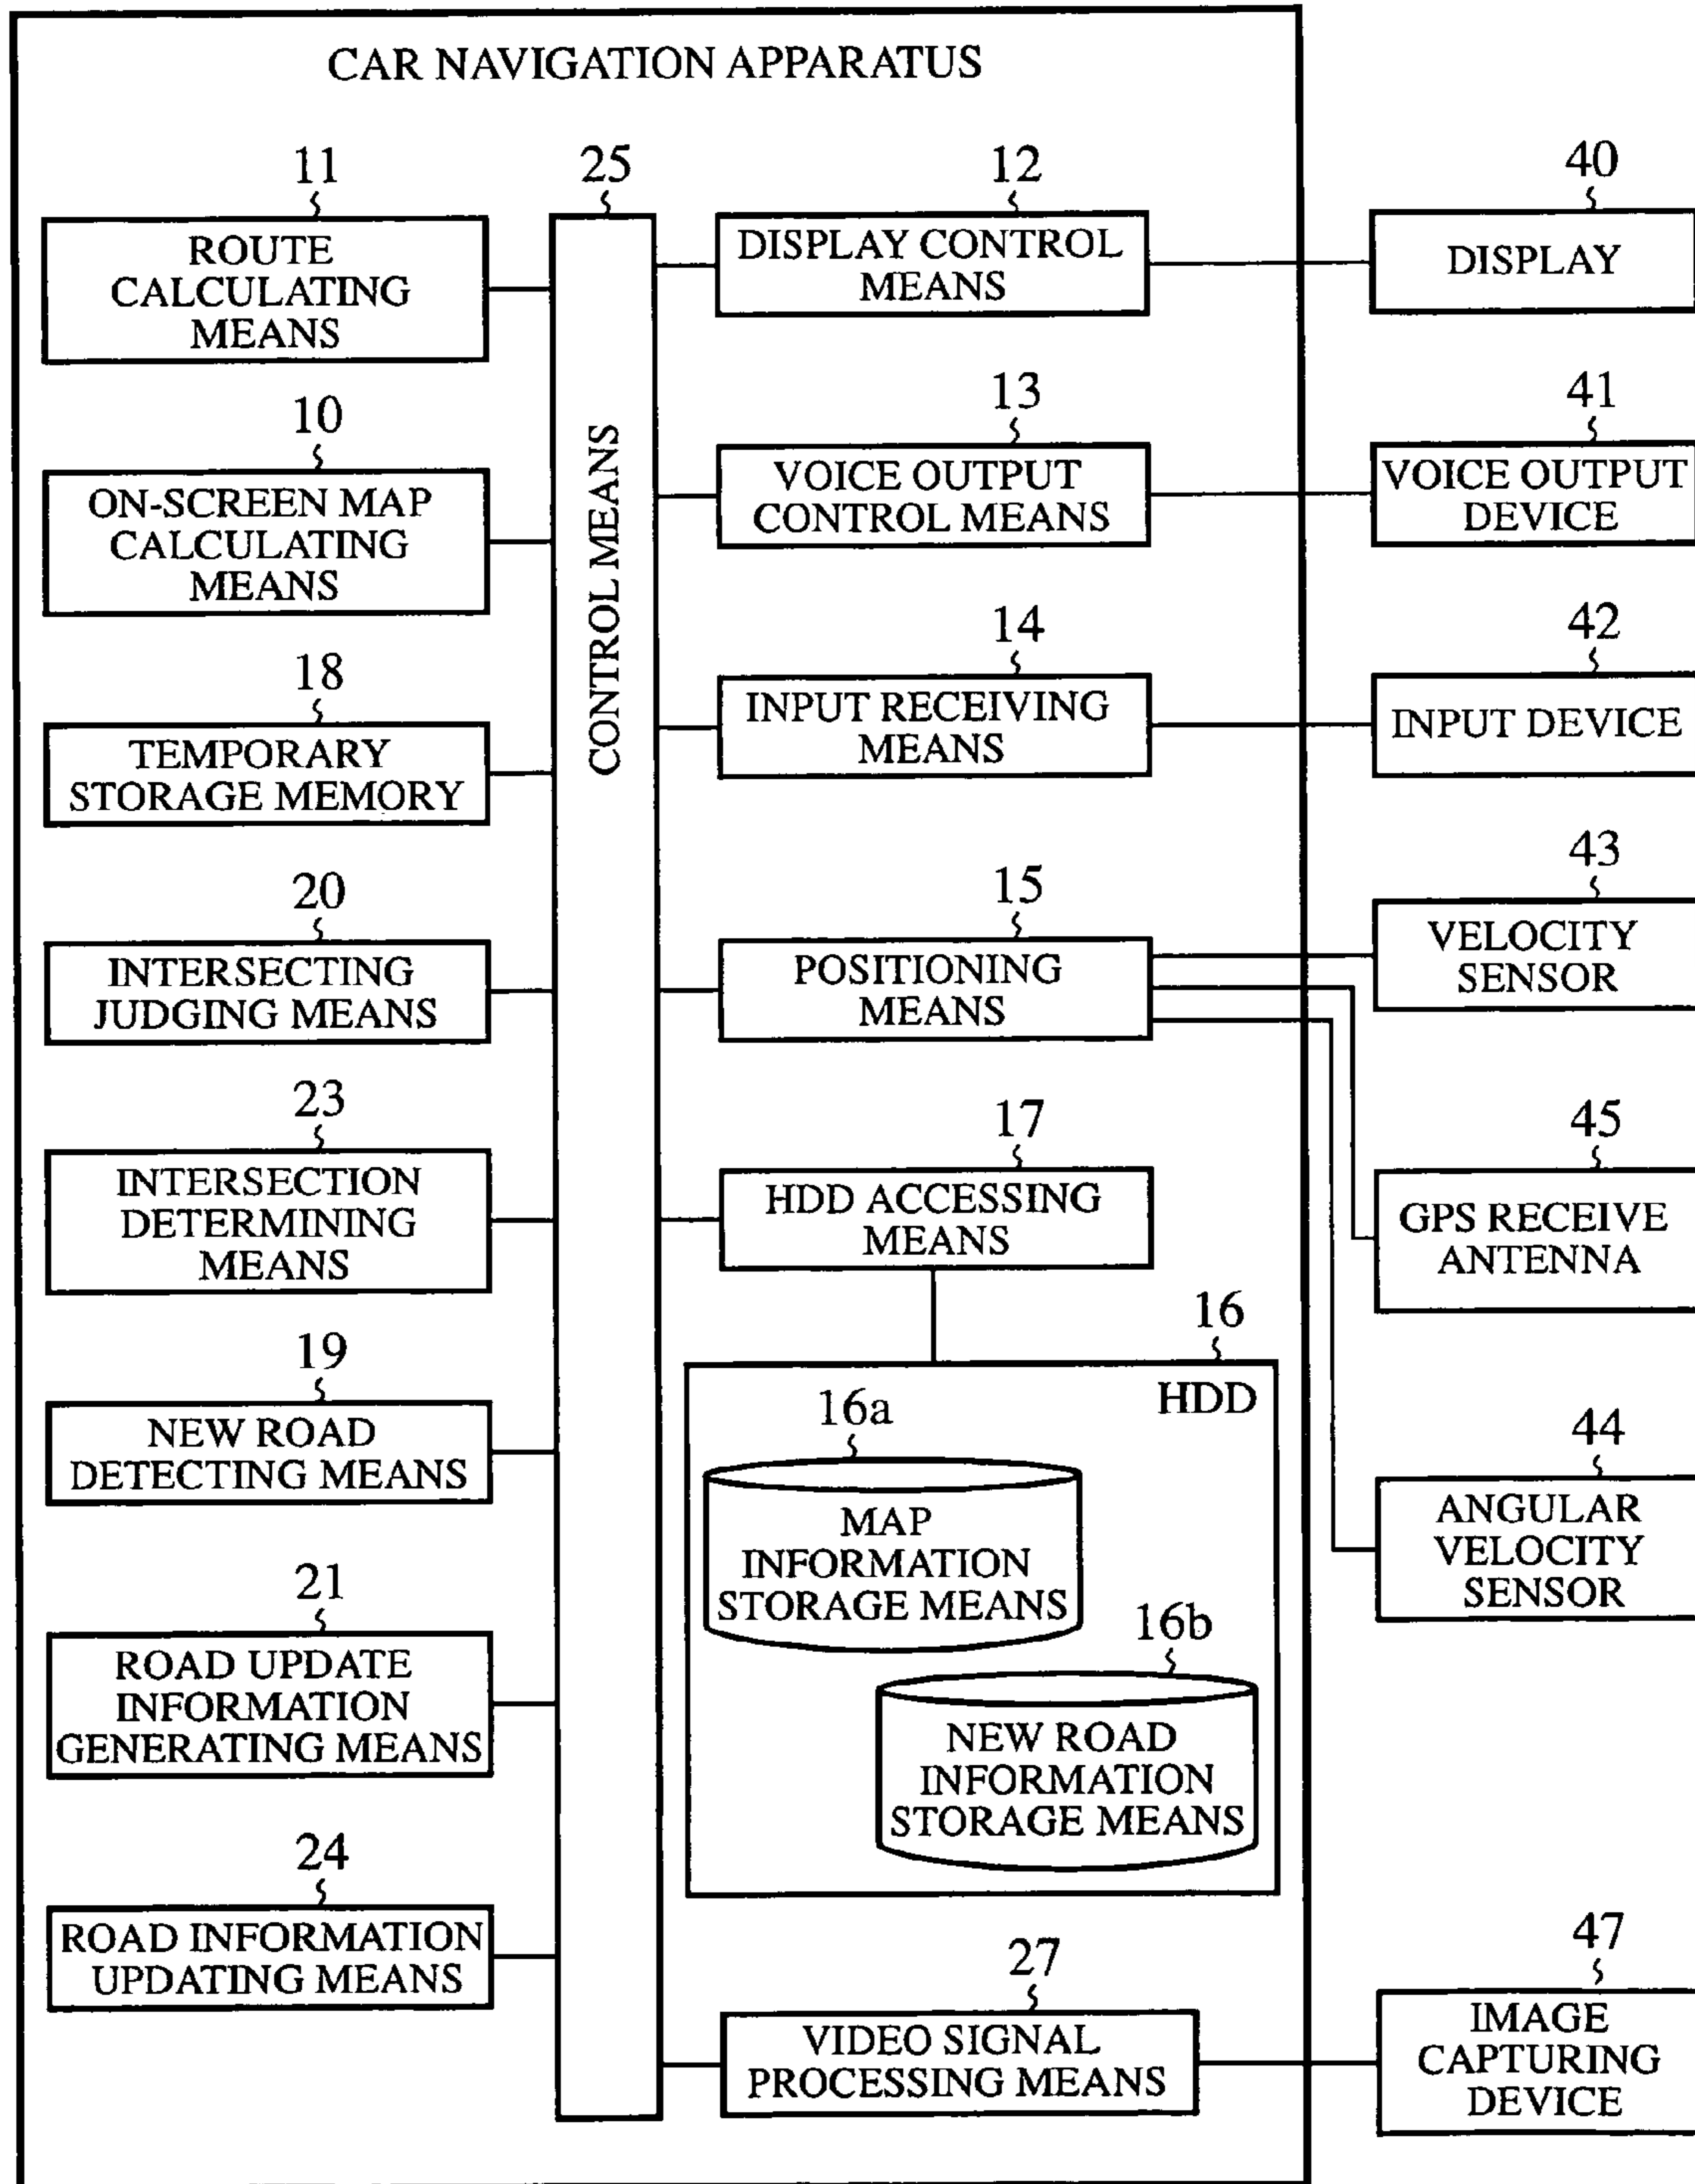 CAR NAVIGATION APPARATUS
11
ROUTE
CALCULATING
MEANS
10
ON-SCREEN MAP
CALCULATING
MEANS
18
TEMPORARY
STORAGE MEMORY
20
INTERSECTING
JUDGING MEANS
23
INTERSECTION
DETERMINING
MEANS
19
NEW ROAD
DETECTING MEANS
21
ROAD UPDATE
INFORMATION
GENERATING MEANS
24
ROAD INFORMATION
UPDATING MEANS
25
CONTROL MEANS
12
DISPLAY CONTROL
MEANS
13
VOICE OUTPUT
CONTROL MEANS
14
INPUT RECEIVING
MEANS
15
POSITIONING
MEANS
17
HDD ACCESSING
MEANS
16
HDD
16a
MAP
INFORMATION
STORAGE MEANS
16b
NEW ROAD
INFORMATION
STORAGE MEANS
27
VIDEO SIGNAL
PROCESSING MEANS
40
DISPLAY
41
VOICE OUTPUT
DEVICE
42
INPUT DEVICE
43
VELOCITY
SENSOR
45
GPS RECEIVE
ANTENNA
44
ANGULAR
VELOCITY
SENSOR
47
IMAGE
CAPTURING
DEVICE